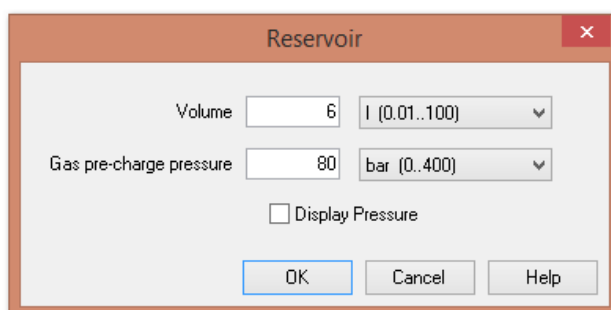 Reservoir
Volume 6 l (0.01..100)
Gas pre-charge pressure 80 bar (0..400)
Display Pressure
OK Cancel Help